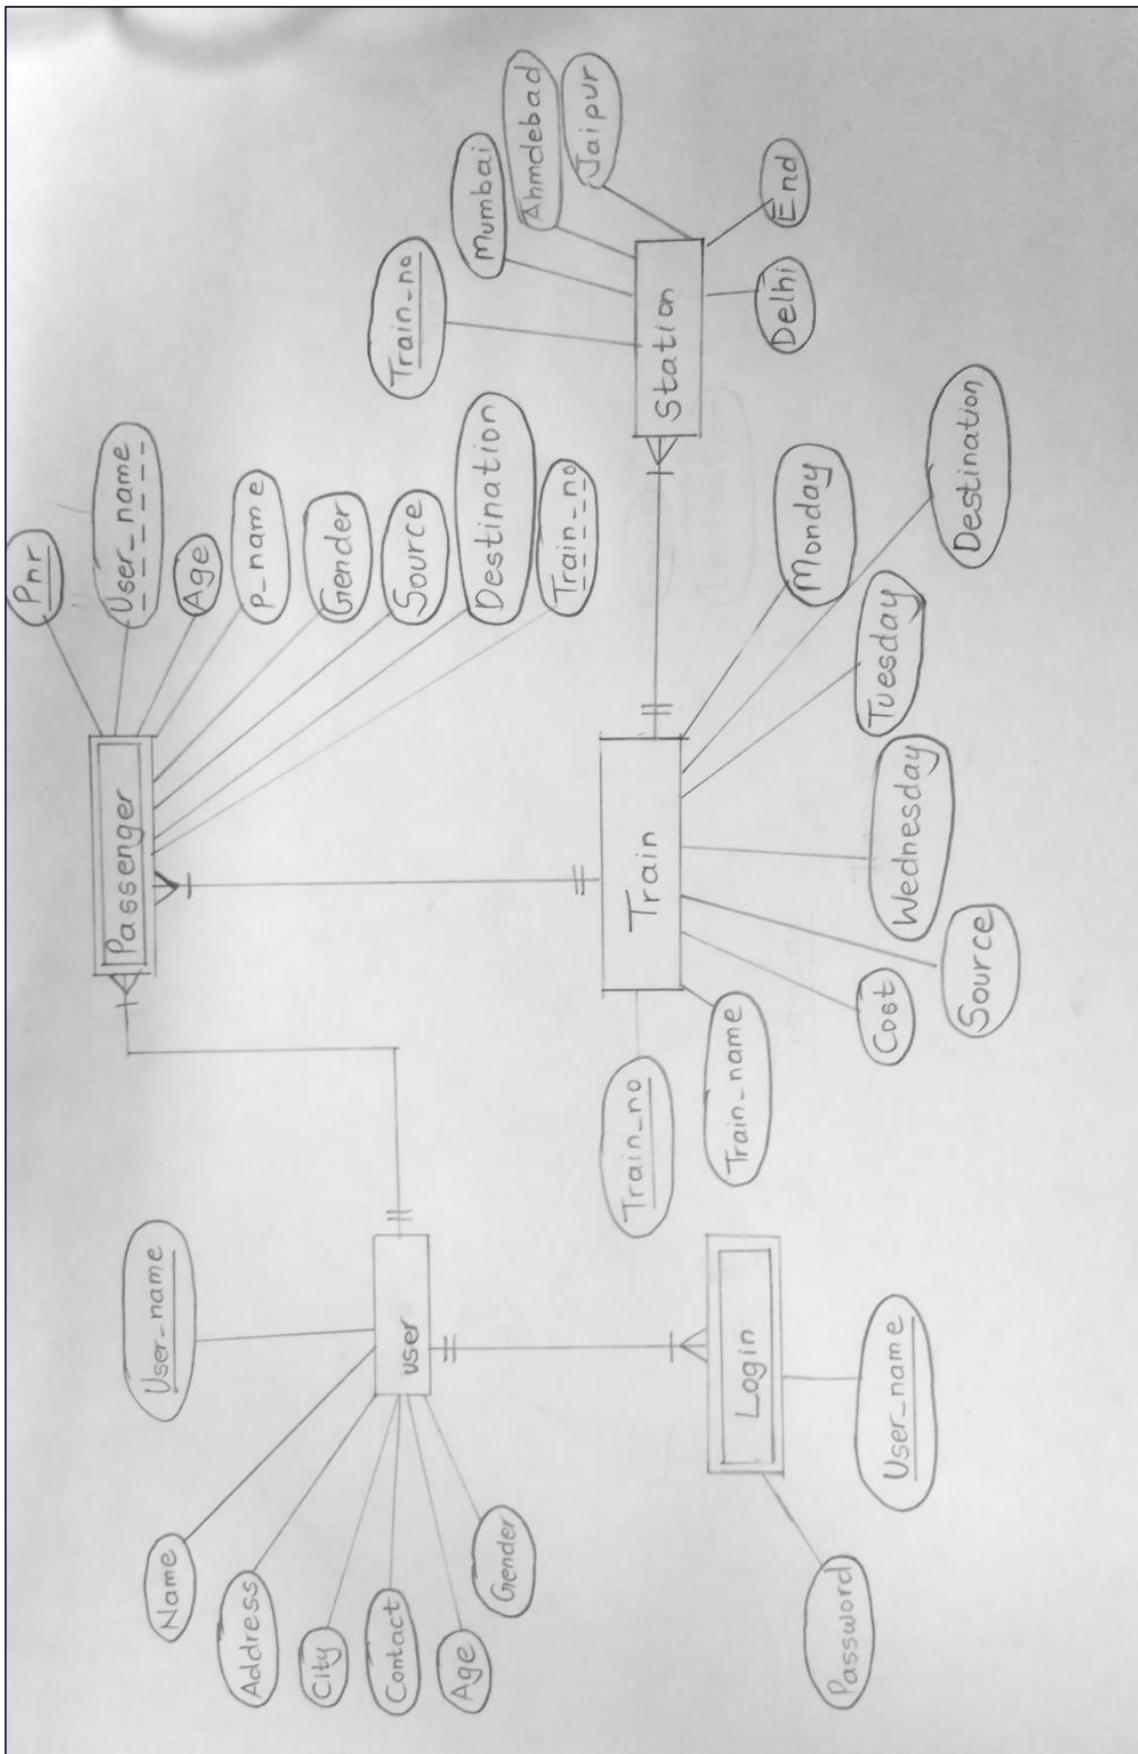 Pnr
User_name
Age
P_name
Gender
Source
Destination
Train_no
Passenger
Train_no
Mumbai
Ahmdebad
Jaipur
End
Delhi
Station
User_name
Name
Address
City
Contact
Age
Gender
user
Train
Train_no
Train_name
Cost
Source
Wednesday
Tuesday
Monday
Destination
Login
User_name
Password